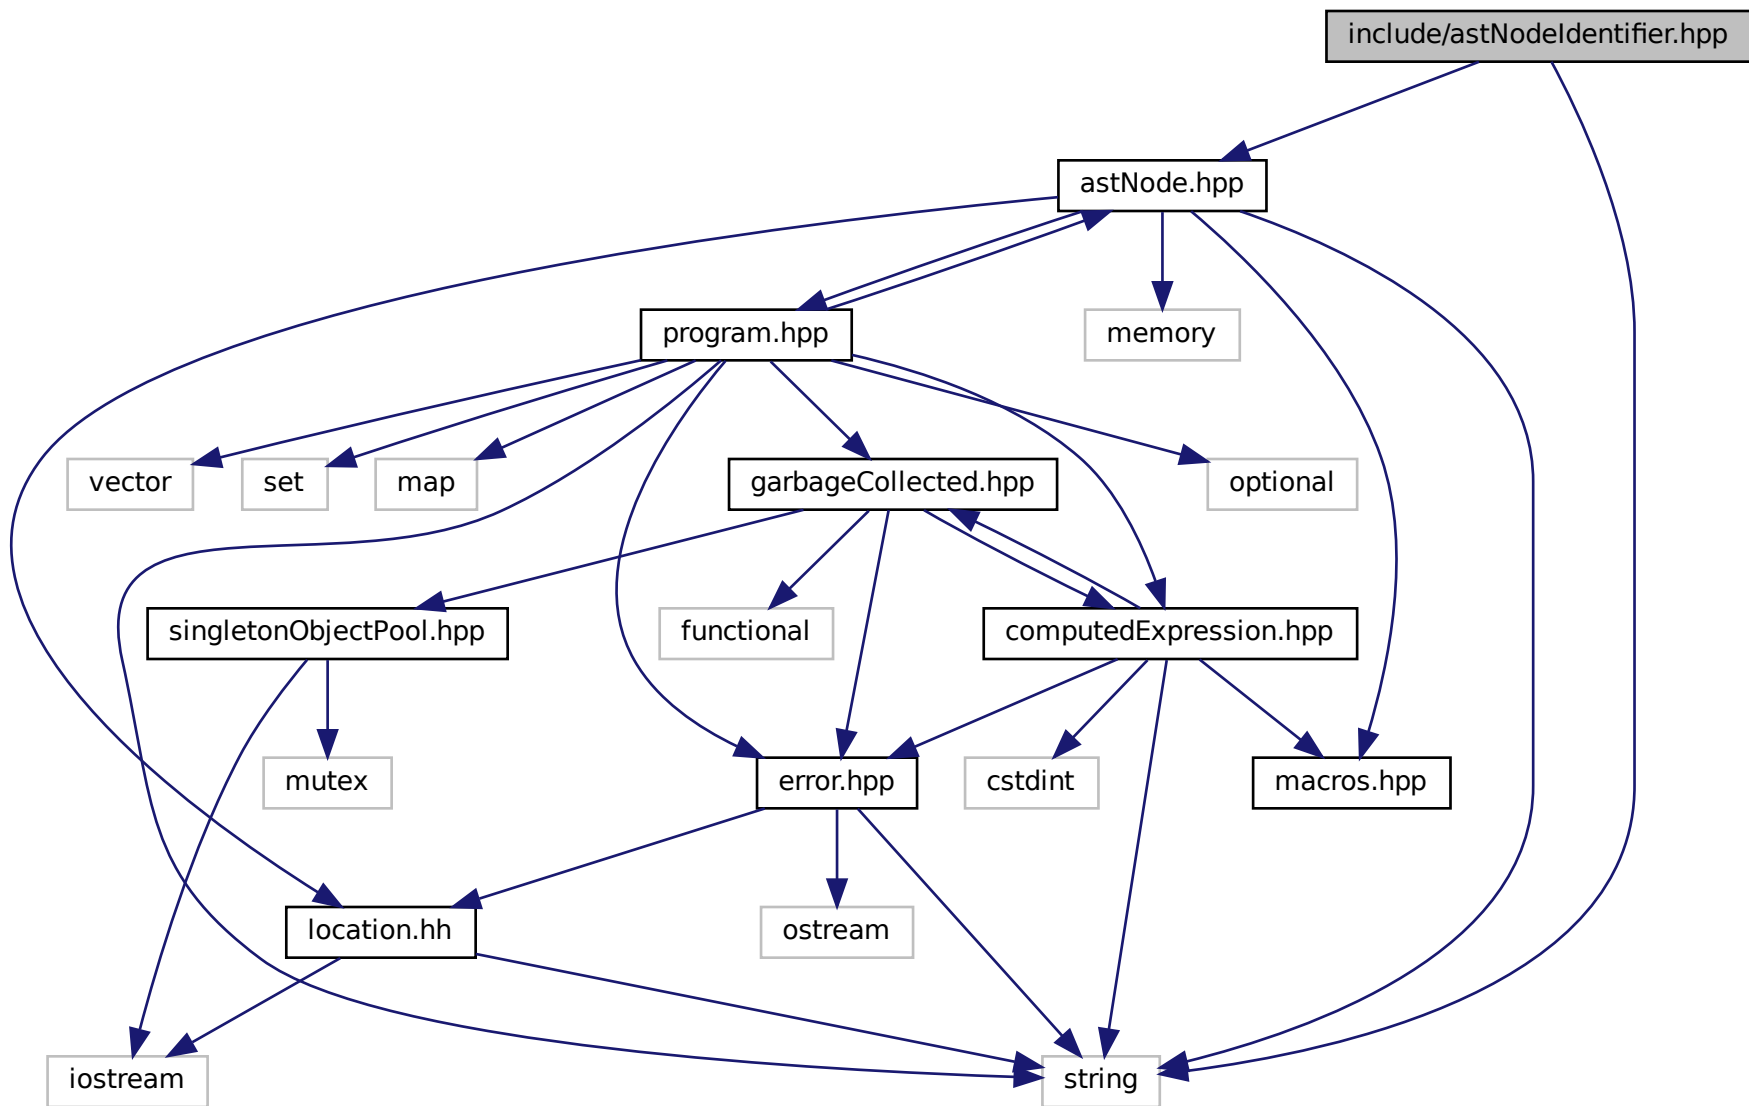 include/astNodeIdentifier.hpp
astNode.hpp
program.hpp
memory
vector
set
map
garbageCollected.hpp
optional
singletonObjectPool.hpp
functional
computedExpression.hpp
mutex
error.hpp
cstdint
macros.hpp
location.hh
ostream
iostream
string